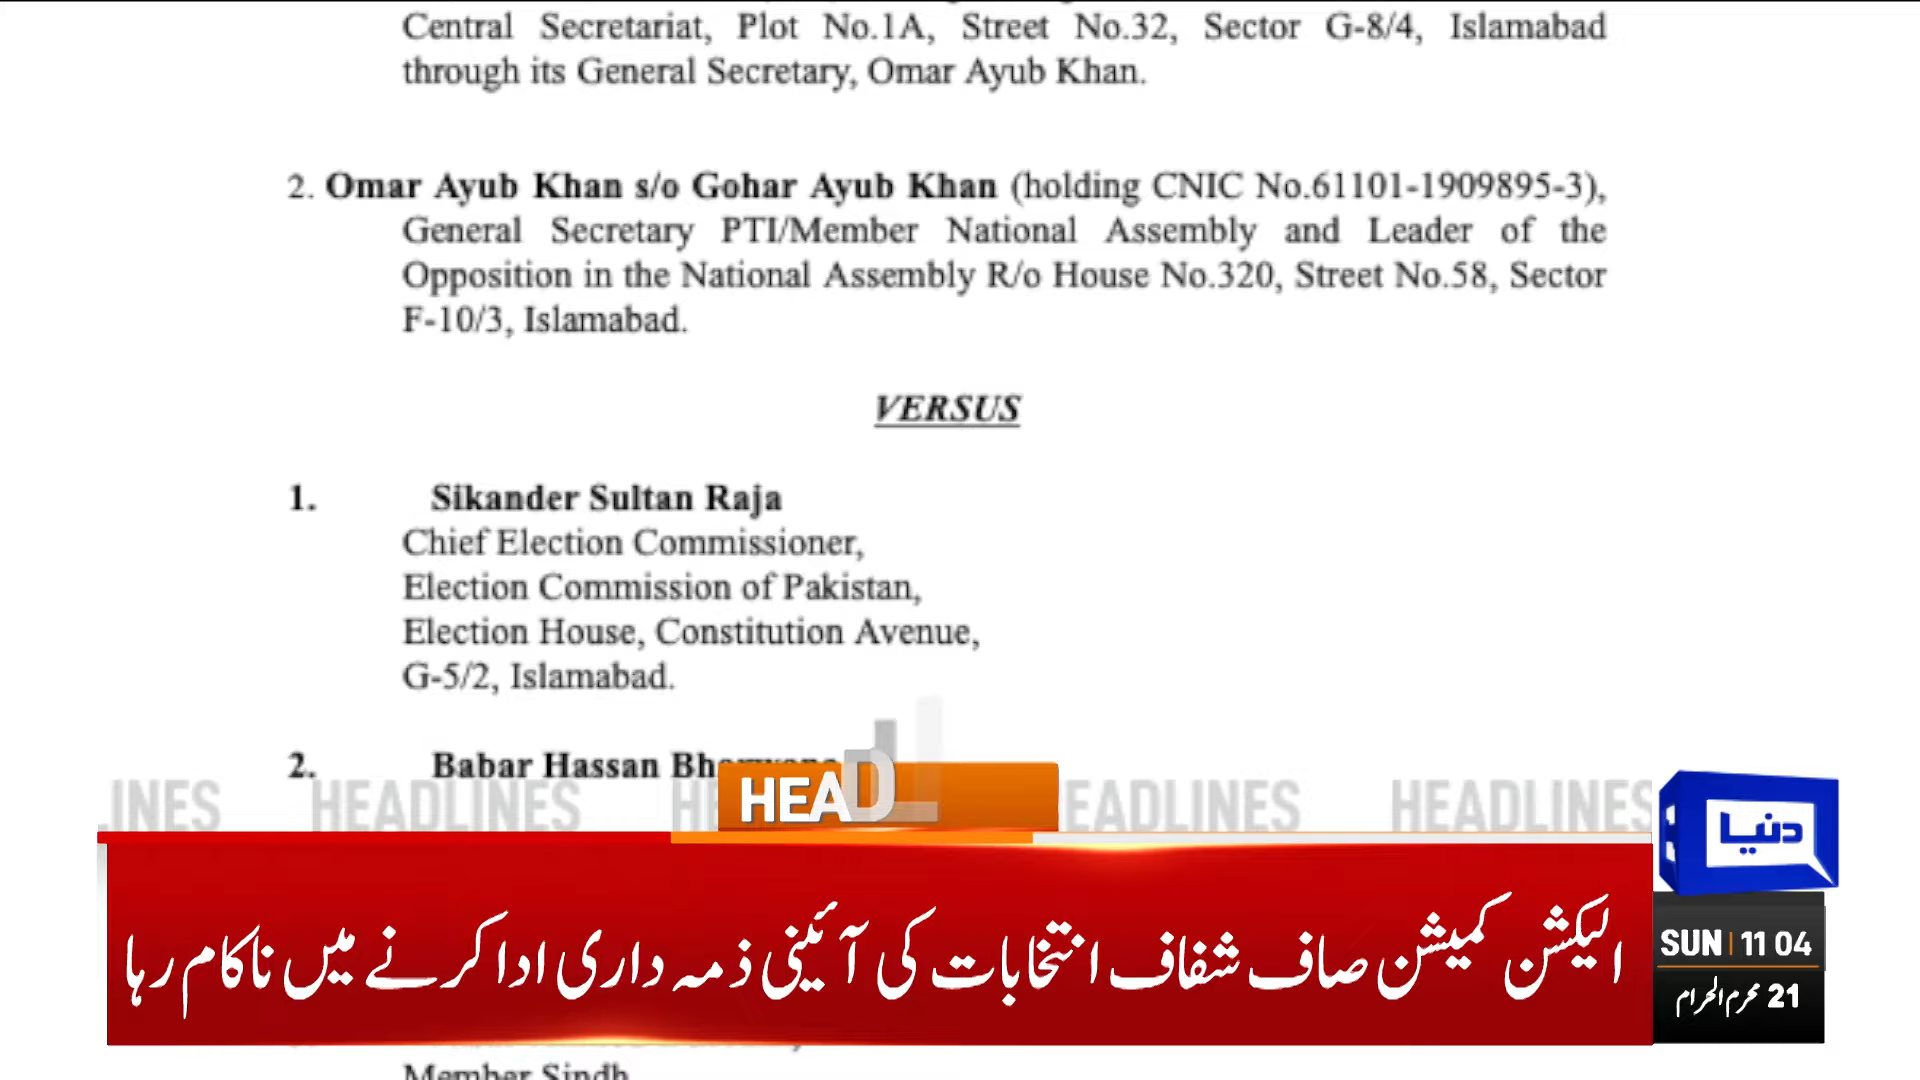 Central Secretariat, Plot No.1A, Street No.32, Sector G-8/4, Islamabad
through its General Secretary, Omar Ayub Khan.
2. Omar Ayub Khan s/o Gohar Ayub Khan (holding CNIC No.61101-1909895-3),
General Secretary PTI/Member National Assembly and Leader of the
Opposition in the National Assembly R/o House No.320, Street No.58, Sector
F-10/3, Islamabad.
VERSUS
1. Sikander Sultan Raja
Chief Election Commissioner,
Election Commission of Pakistan,
Election House, Constitution Avenue,
G-5/2, Islamabad.
2. Babar Hassan
INES HEADLINES HEADLINES HEADLINES
HEADL
دنیا
الیکشن کمیشن صاف شفاف انتخابات کی آئینی ذمہ داری ادا کرنے میں ناکام رہا
SUN 11 04
21 محرم الحرام
Member Sindh